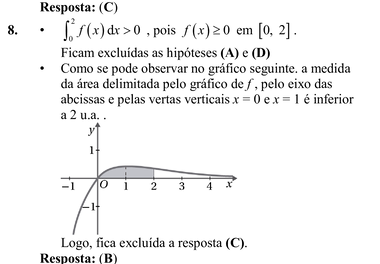 Resposta: (C)
8. • ∫₀² f(x) dx > 0 , pois f(x) ≥ 0 em [0, 2].
Ficam excluídas as hipóteses (A) e (D)
• Como se pode observar no gráfico seguinte. a medida
da área delimitada pelo gráfico de f, pelo eixo das
abcissas e pelas vertas verticais x = 0 e x = 1 é inferior
a 2 u.a. .
y
1
−1 O 1 2 3 4 x
−1
Logo, fica excluída a resposta (C).
Resposta: (B)